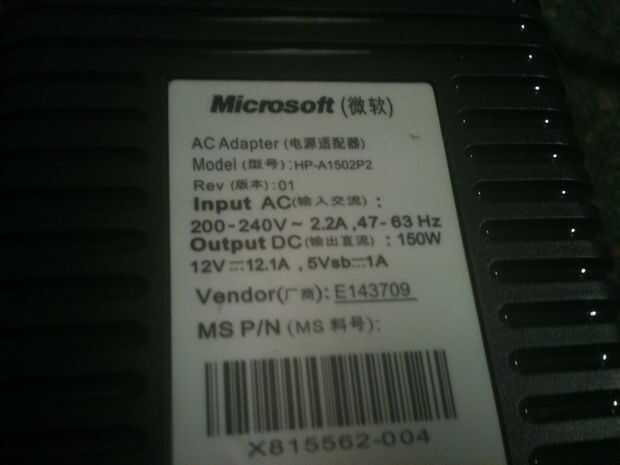 Microsoft (微软)
AC Adapter (电源适配器)
Model (型号): HP-A1502P2
Rev (版本): 01
Input AC(输入交流) :
200-240V ~ 2.2A ,47-63 Hz
Output DC(输出直流) : 150W
12V⎓12.1A , 5Vsb⎓1A
Vendor(厂商): E143709
MS P/N (MS 料号):
X815562-004